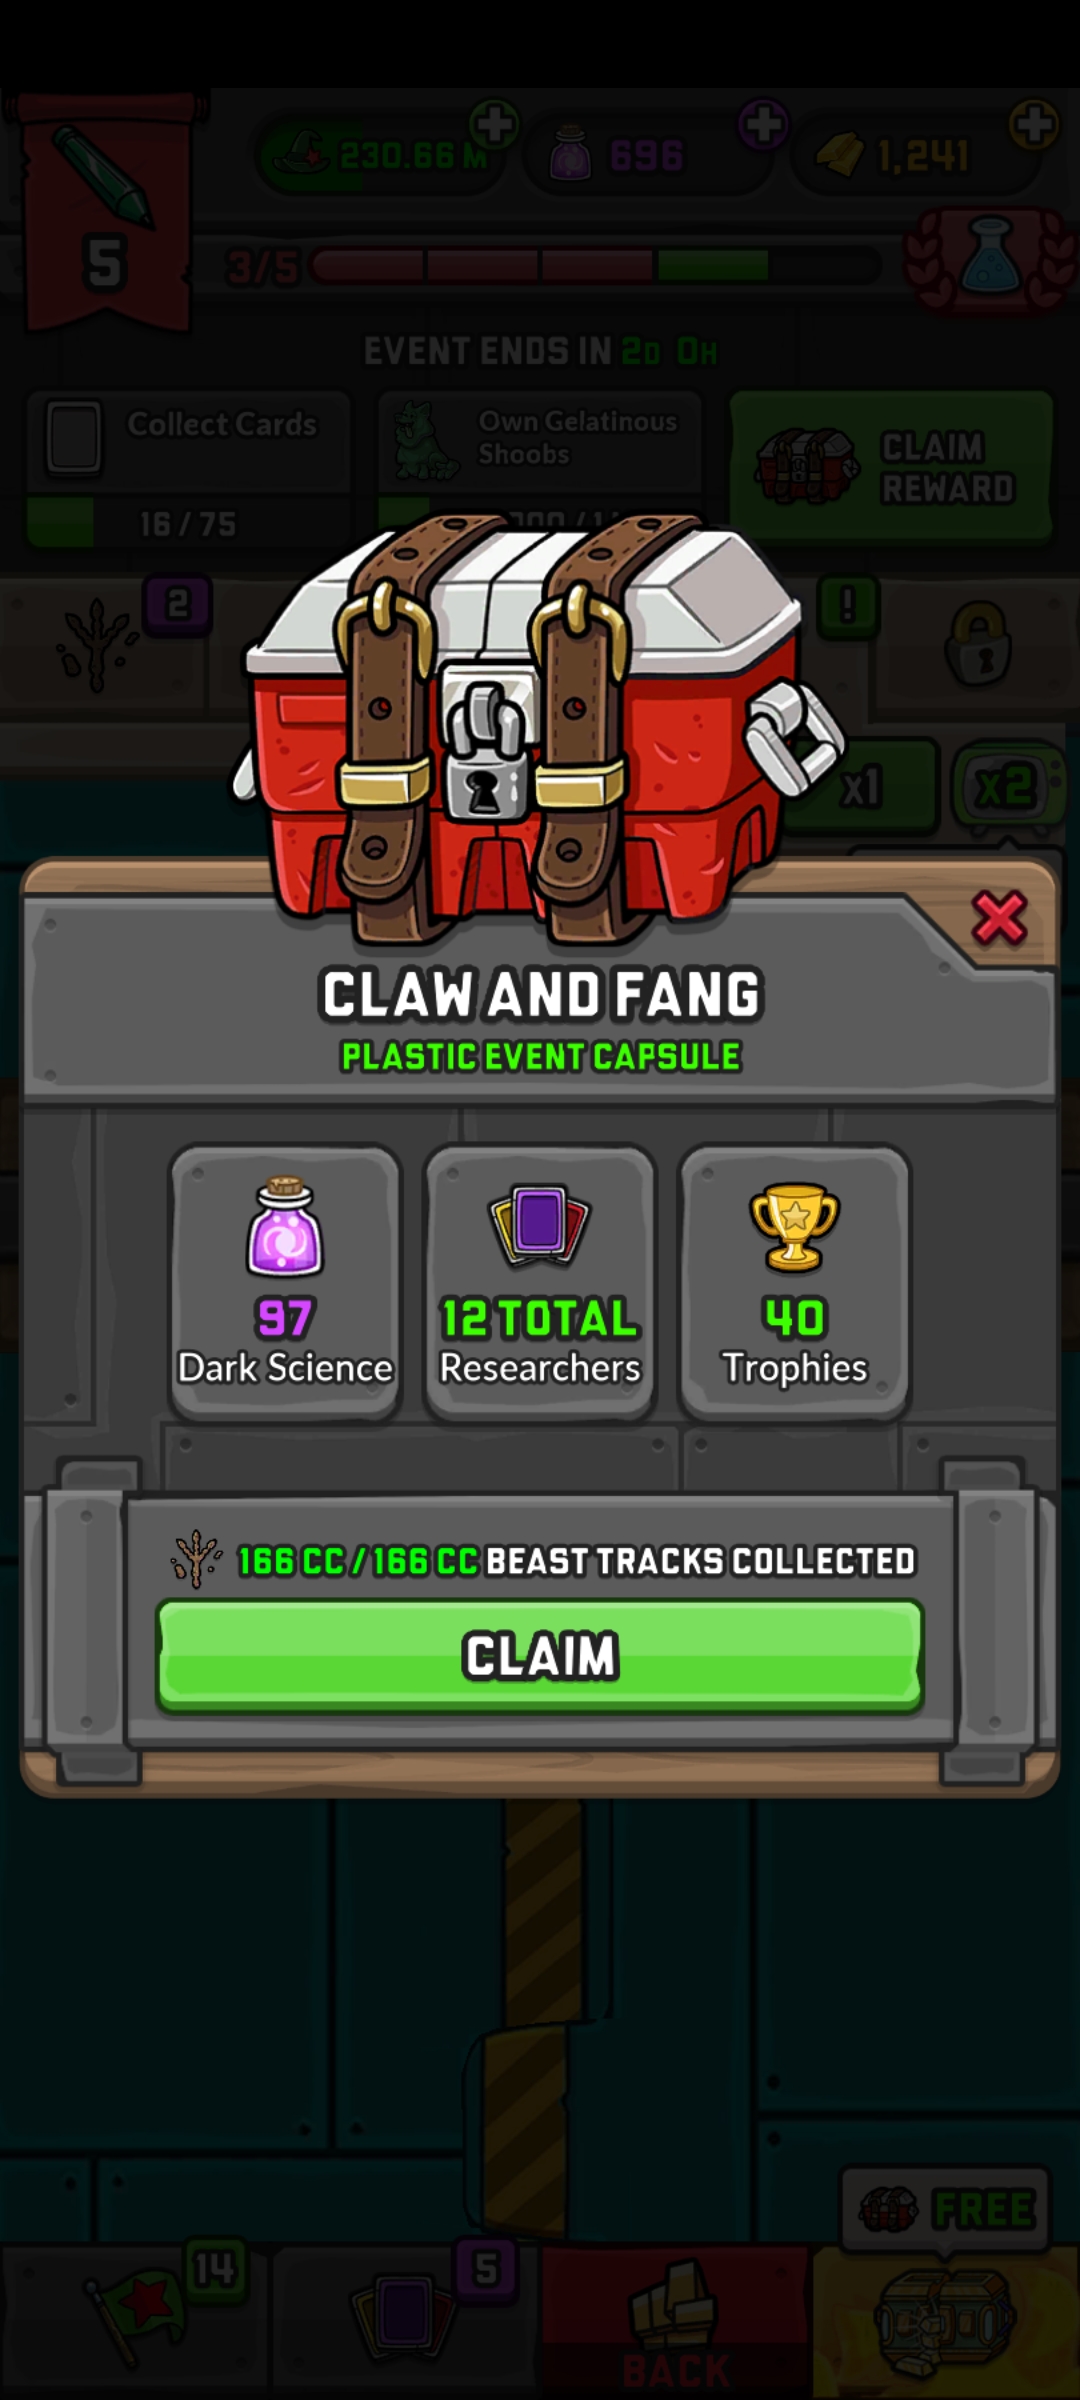 230.66 M
696
1,241
5
3/5
EVENT ENDS IN 2D 0H
Collect Cards
Own Gelatinous
Shoobs
CLAIM
REWARD
16 / 75
2
!
x1
x2
CLAW AND FANG
PLASTIC EVENT CAPSULE
97
Dark Science
12 TOTAL
Researchers
40
Trophies
166 CC / 166 CC BEAST TRACKS COLLECTED
CLAIM
FREE
14
5
BACK